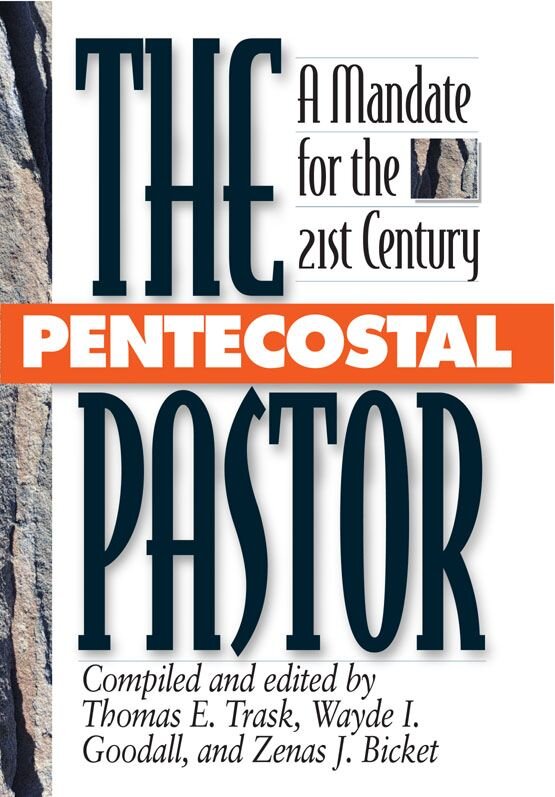 THE
A Mandate
for the
21st Century
PENTECOSTAL
PASTOR
Compiled and edited by
Thomas E. Trask, Wayde I.
Goodall, and Zenas J. Bicket